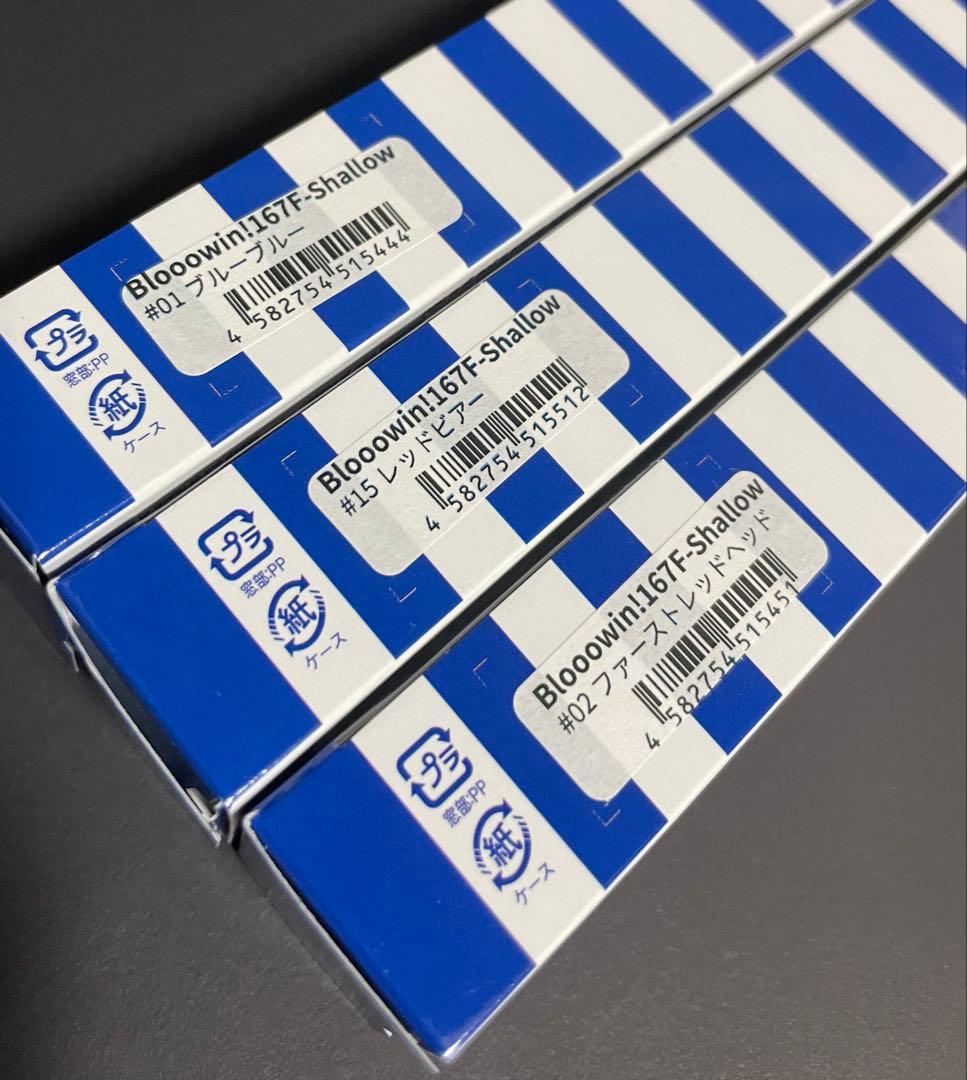 Blooowin!167F-Shallow
#01 ブルーブルー
4 582754 515444
プラ
窓部:PP
紙
ケース
Blooowin!167F-Shallow
#15 レッドビアー
4 582754 515512
プラ
窓部:PP
紙
ケース
Blooowin!167F-Shallow
#02 ファーストレッドヘッド
4 582754 515451
プラ
窓部:PP
紙
ケース